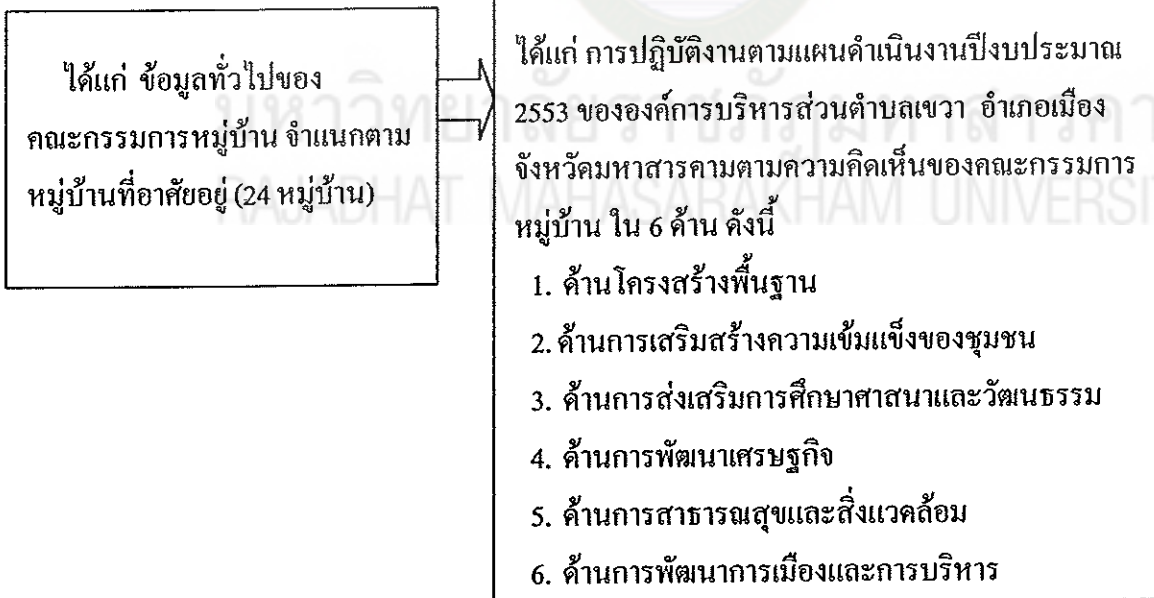 ได้แก่ ข้อมูลทั่วไปของ
คณะกรรมการหมู่บ้าน จำแนกตาม
หมู่บ้านที่อาศัยอยู่ (24 หมู่บ้าน)
ได้แก่ การปฏิบัติงานตามแผนดำเนินงานปีงบประมาณ
2553 ขององค์การบริหารส่วนตำบลเขวา อำเภอเมือง
จังหวัดมหาสารคามตามความคิดเห็นของคณะกรรมการ
หมู่บ้าน ใน 6 ด้าน ดังนี้
1. ด้านโครงสร้างพื้นฐาน
2. ด้านการเสริมสร้างความเข้มแข็งของชุมชน
3. ด้านการส่งเสริมการศึกษาศาสนาและวัฒนธรรม
4. ด้านการพัฒนาเศรษฐกิจ
5. ด้านการสาธารณสุขและสิ่งแวดล้อม
6. ด้านการพัฒนาการเมืองและการบริหาร